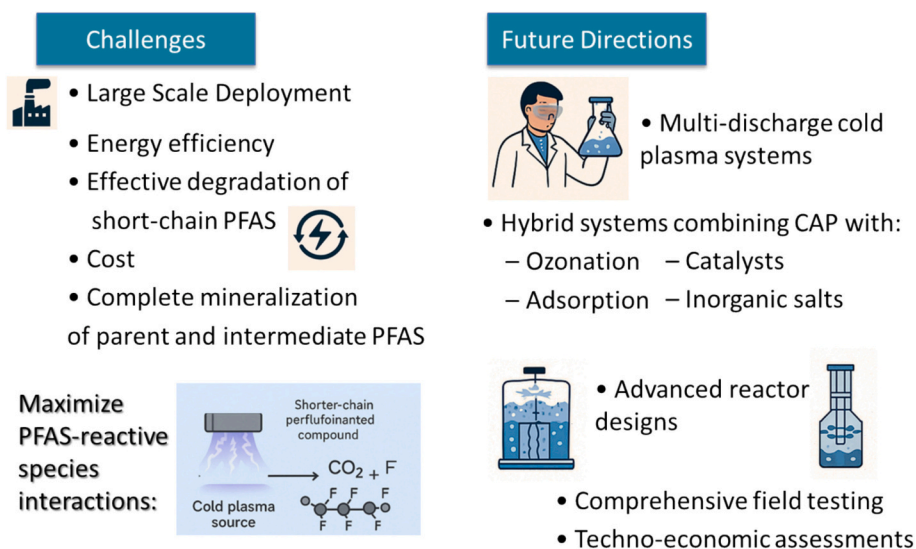 Challenges
• Large Scale Deployment
• Energy efficiency
• Effective degradation of
short-chain PFAS
• Cost
• Complete mineralization
of parent and intermediate PFAS
Maximize
PFAS-reactive
species
interactions:
Shorter-chain
perflufoinanted
compound
CO₂ + F
Cold plasma
source
F F F
F F F
Future Directions
• Multi-discharge cold
plasma systems
• Hybrid systems combining CAP with:
– Ozonation – Catalysts
– Adsorption – Inorganic salts
• Advanced reactor
designs
• Comprehensive field testing
• Techno-economic assessments